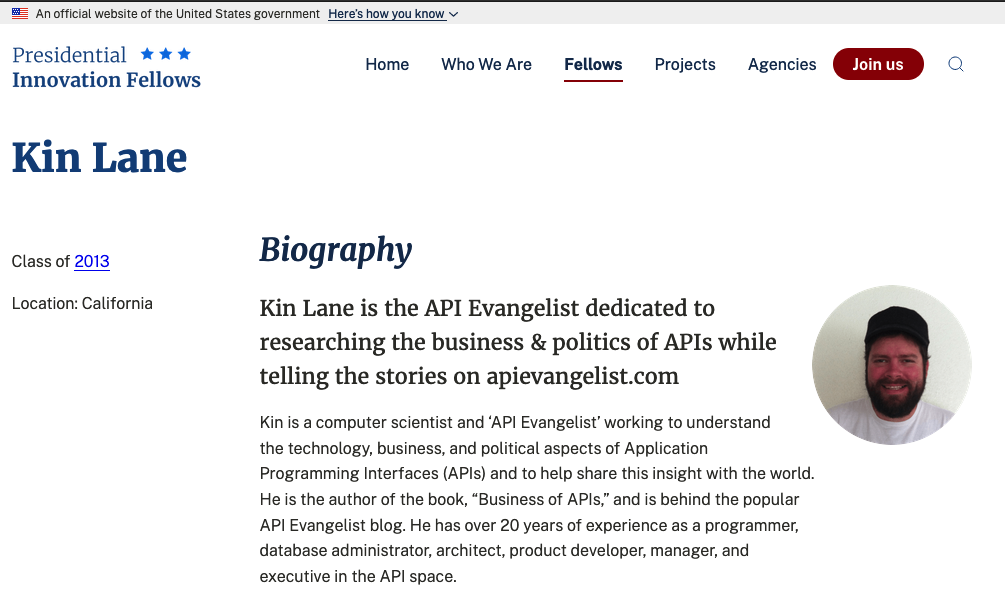 An official website of the United States government Here's how you know
Presidential
Innovation Fellows
Home Who We Are Fellows Projects Agencies Join us
Kin Lane
Class of 2013
Location: California
Biography
Kin Lane is the API Evangelist dedicated to
researching the business & politics of APIs while
telling the stories on apievangelist.com
Kin is a computer scientist and ‘API Evangelist’ working to understand
the technology, business, and political aspects of Application
Programming Interfaces (APIs) and to help share this insight with the world.
He is the author of the book, “Business of APIs,” and is behind the popular
API Evangelist blog. He has over 20 years of experience as a programmer,
database administrator, architect, product developer, manager, and
executive in the API space.